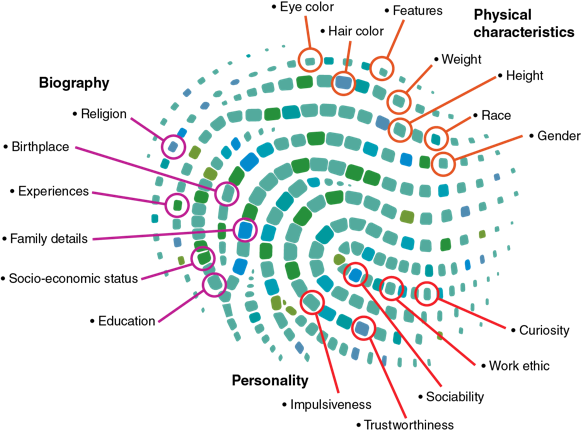 • Eye color
• Features
Physical
characteristics
• Hair color
• Weight
• Height
Biography
• Religion
• Race
• Birthplace
• Gender
• Experiences
• Family details
• Socio-economic status
• Education
• Curiosity
• Work ethic
Personality
• Sociability
• Impulsiveness
• Trustworthiness